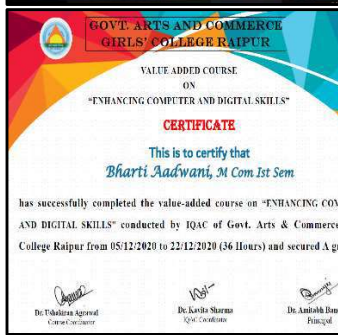 GOVT. ARTS AND COMMERCE
GIRLS' COLLEGE RAIPUR
VALUE ADDED COURSE
ON
"ENHANCING COMPUTER AND DIGITAL SKILLS"
CERTIFICATE
This is to certify that
Bharti Aadwani, M Com Ist Sem
has successfully completed the value-added course on "ENHANCING COM
AND DIGITAL SKILLS" conducted by IQAC of Govt. Arts & Commerce
College Raipur from 05/12/2020 to 22/12/2020 (36 Hours) and secured A gr
Dr. Ushakiran Agrawal
Course Coordinator
Dr. Kavita Sharma
IQAC Coordinator
Dr. Amitabh Ban
Principal